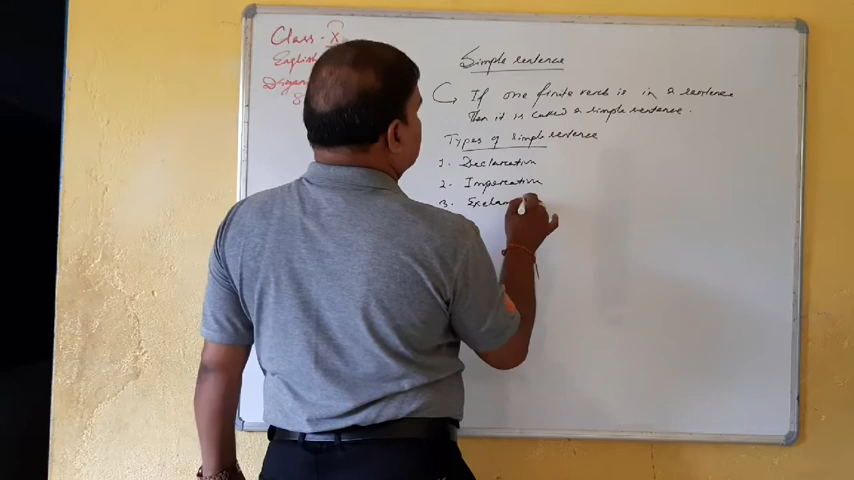 Class - X
English
Simple sentence
If one finite verb is in a sentence
then it is called a simple sentence.
Types of simple sentence
1. Declarative
2. Imperative
3. Exclam